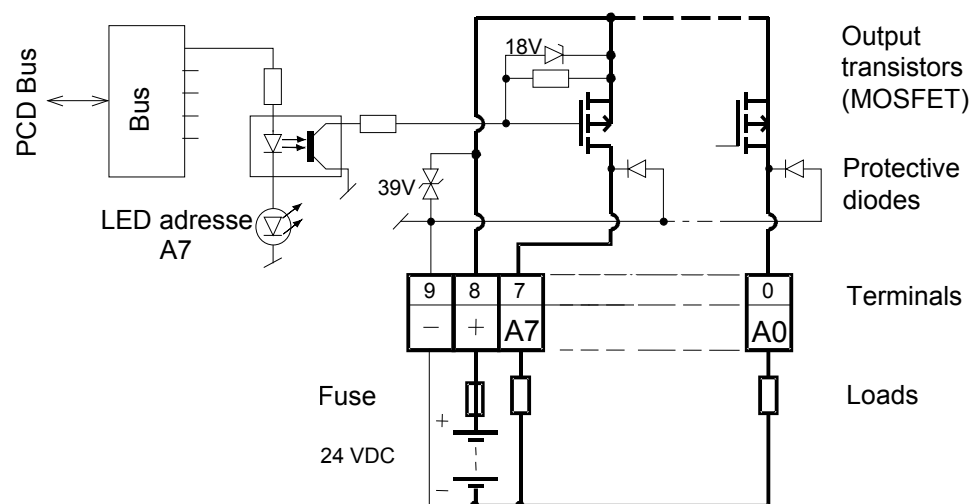 PCD Bus
Bus
18V
Output
transistors
(MOSFET)
39V
Protective
diodes
LED adresse
A7
9 8 7 0
Terminals
− + A7 A0
Fuse
Loads
+
24 VDC
−